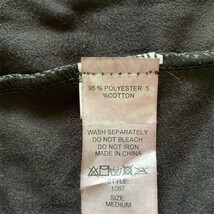 95 % POLYESTER 5
%COTTON
WASH SEPARATELY
DO NOT BLEACH
DO NOT IRON
MADE IN CHINA
STYLE
1087
SIZE
MEDIUM